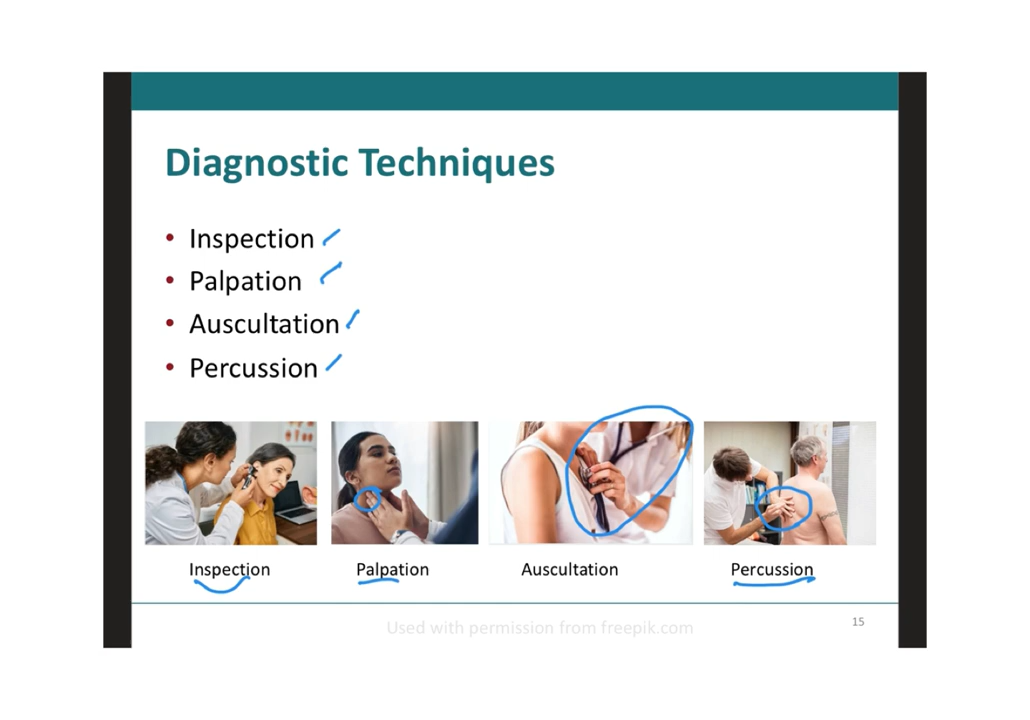 Diagnostic Techniques
• Inspection
• Palpation
• Auscultation
• Percussion
Inspection
Palpation
Auscultation
Percussion
Used with permission from freepik.com
15